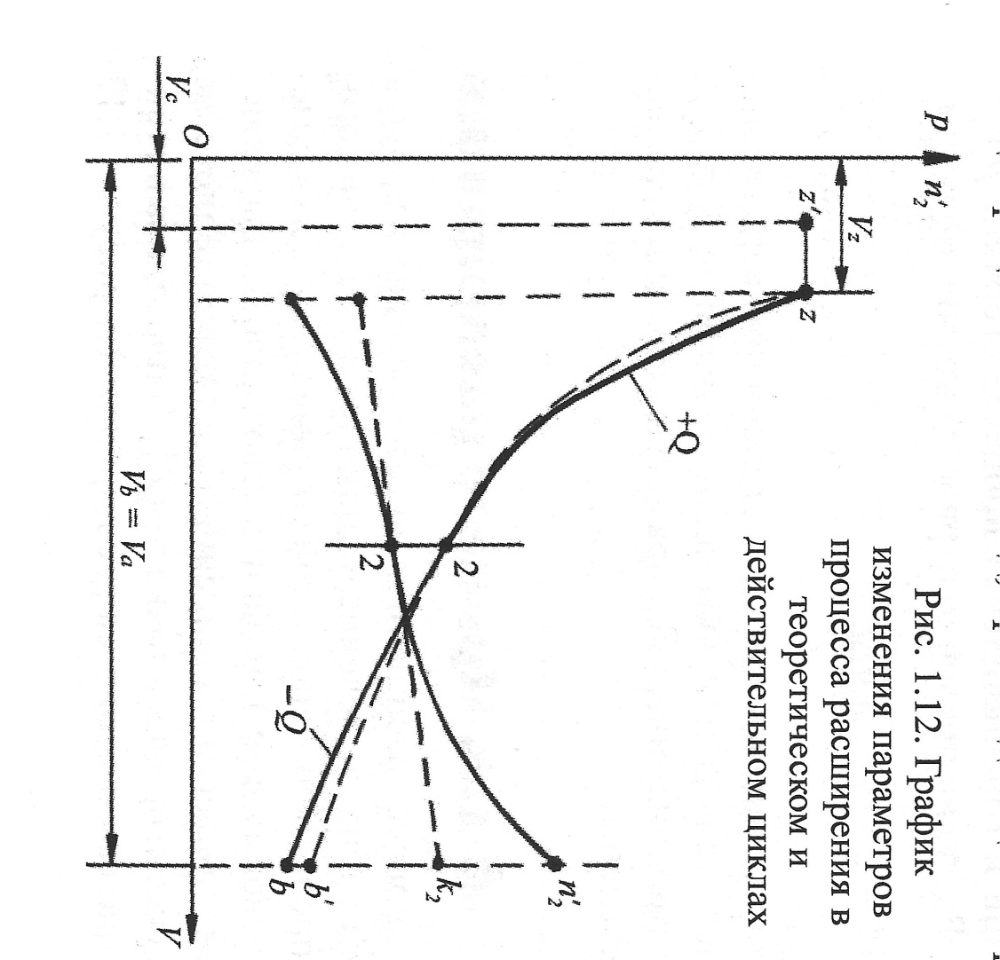 p n'₂
V_z
z' z
+Q
2
2
−Q
n'₂
k₂
b'
b
V_c
O
V
V_b = V_a
Рис. 1.12. График
изменения параметров
процесса расширения в
теоретическом и
действительном циклах